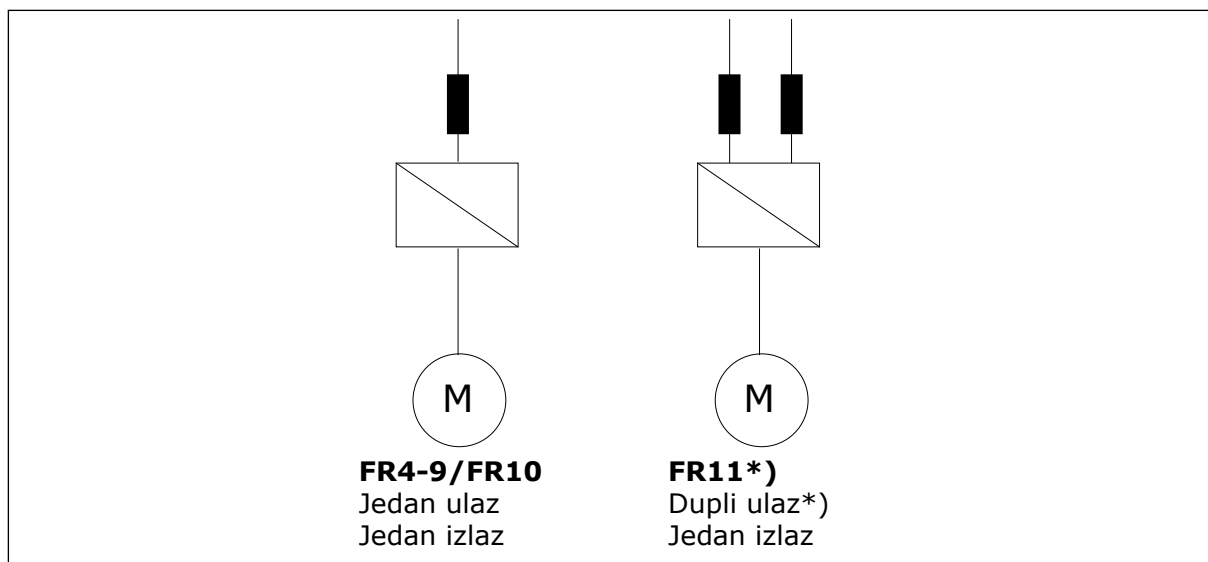 M
FR4-9/FR10
Jedan ulaz
Jedan izlaz
M
FR11*)
Dupli ulaz*)
Jedan izlaz